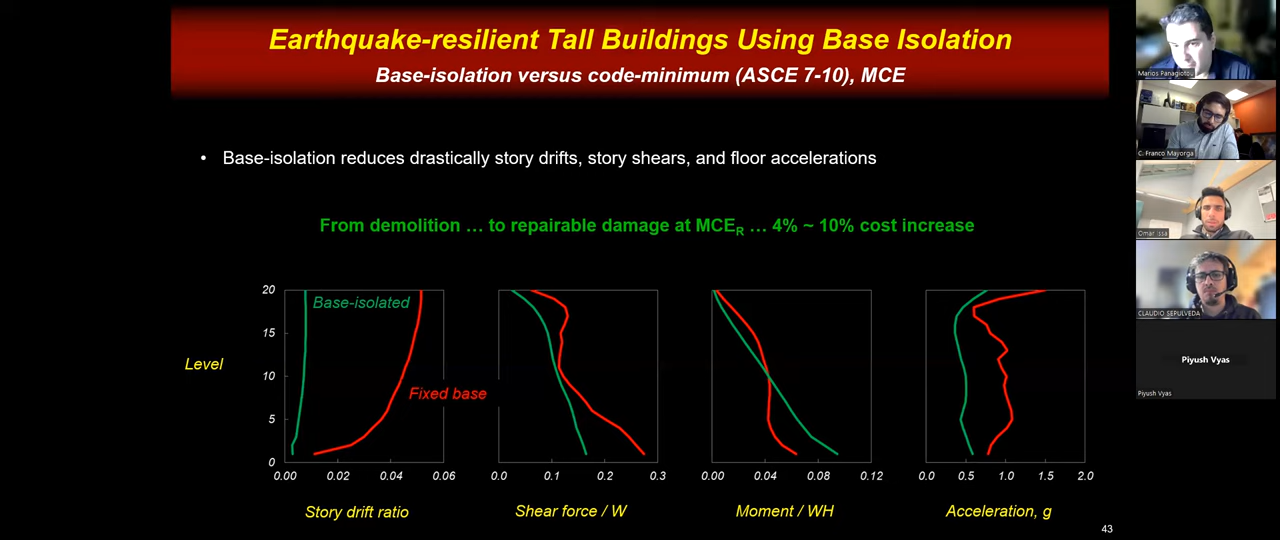 Earthquake-resilient Tall Buildings Using Base Isolation
Base-isolation versus code-minimum (ASCE 7-10), MCE
• Base-isolation reduces drastically story drifts, story shears, and floor accelerations
From demolition … to repairable damage at MCER … 4% ~ 10% cost increase
Level
20
15
10
5
0
Base-isolated
Fixed base
0.00 0.02 0.04 0.06
Story drift ratio
0.0 0.1 0.2 0.3
Shear force / W
0.00 0.04 0.08 0.12
Moment / WH
0.0 0.5 1.0 1.5 2.0
Acceleration, g
43
Marios Panagiotou
C. Franco Mayorga
Omar Issa
CLAUDIO SEPULVEDA
Piyush Vyas
Piyush Vyas